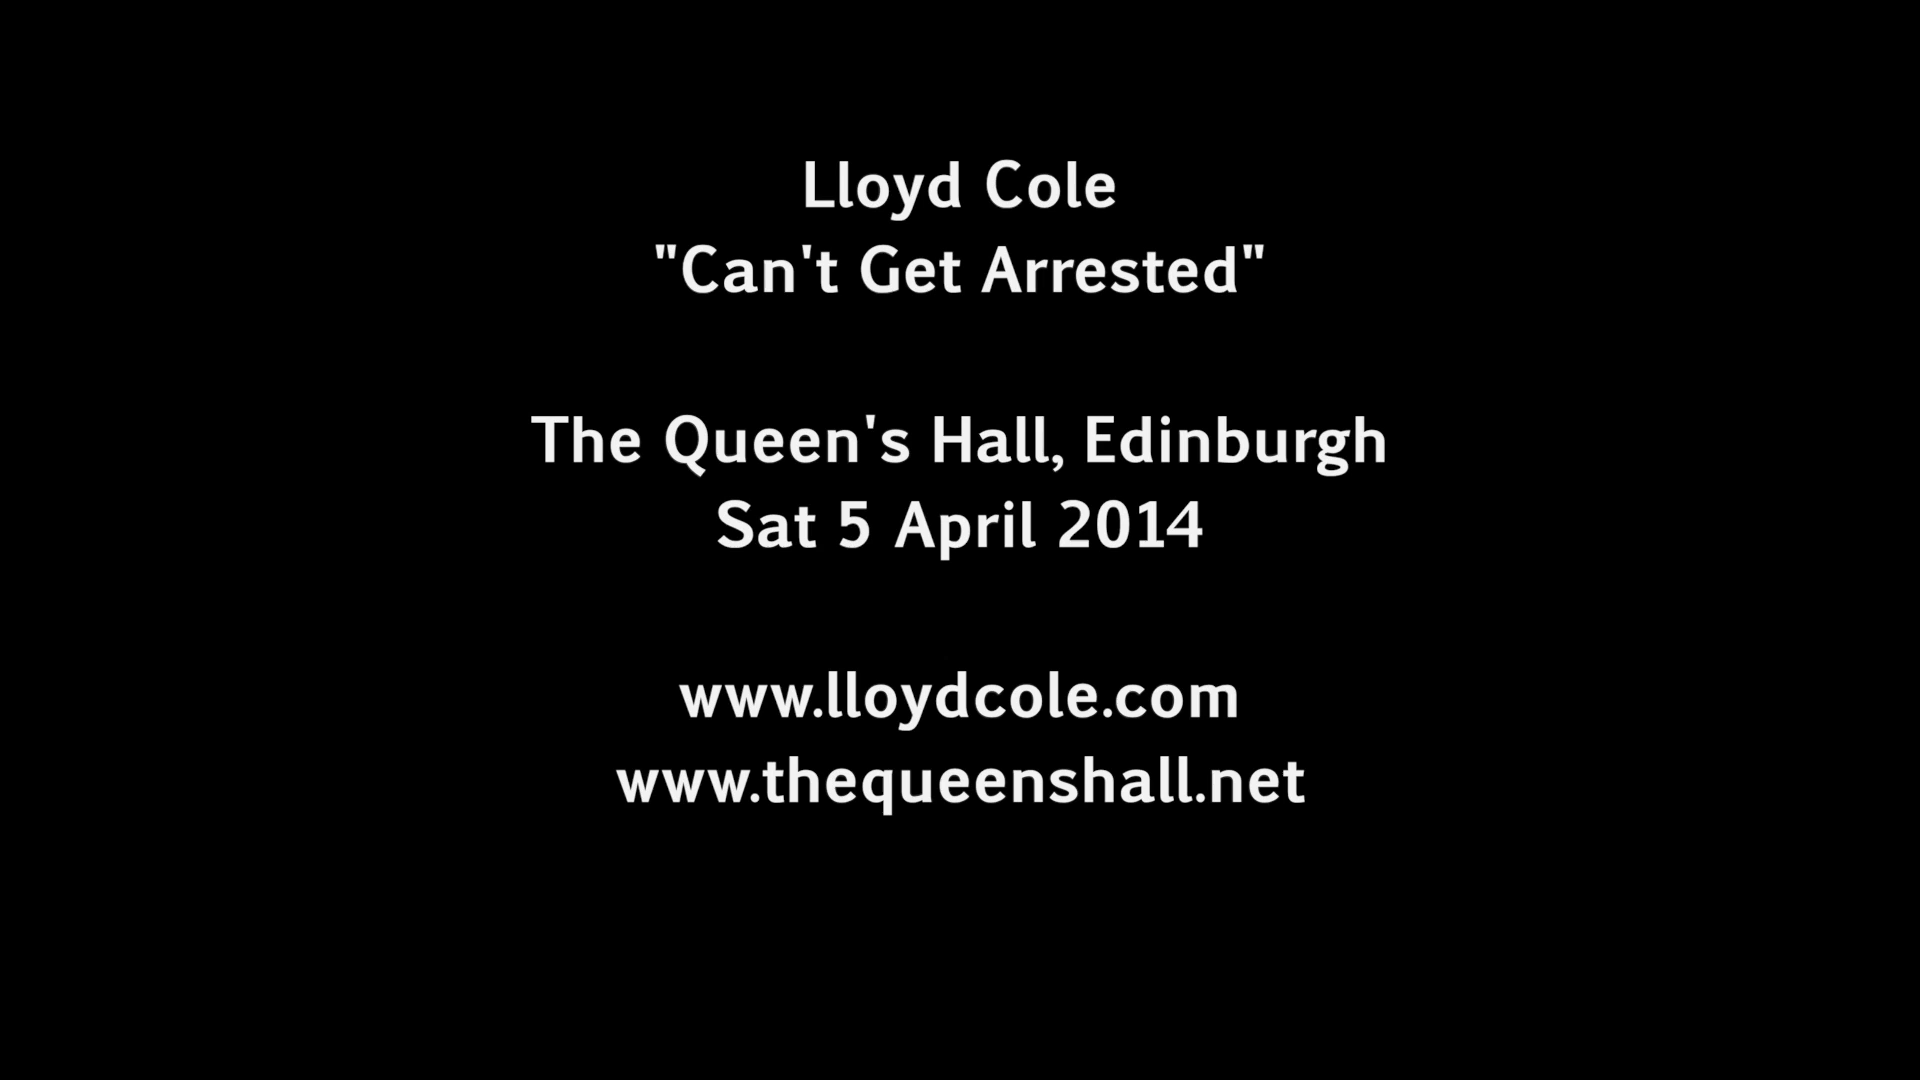 Lloyd Cole
"Can't Get Arrested"
The Queen's Hall, Edinburgh
Sat 5 April 2014
www.lloydcole.com
www.thequeenshall.net